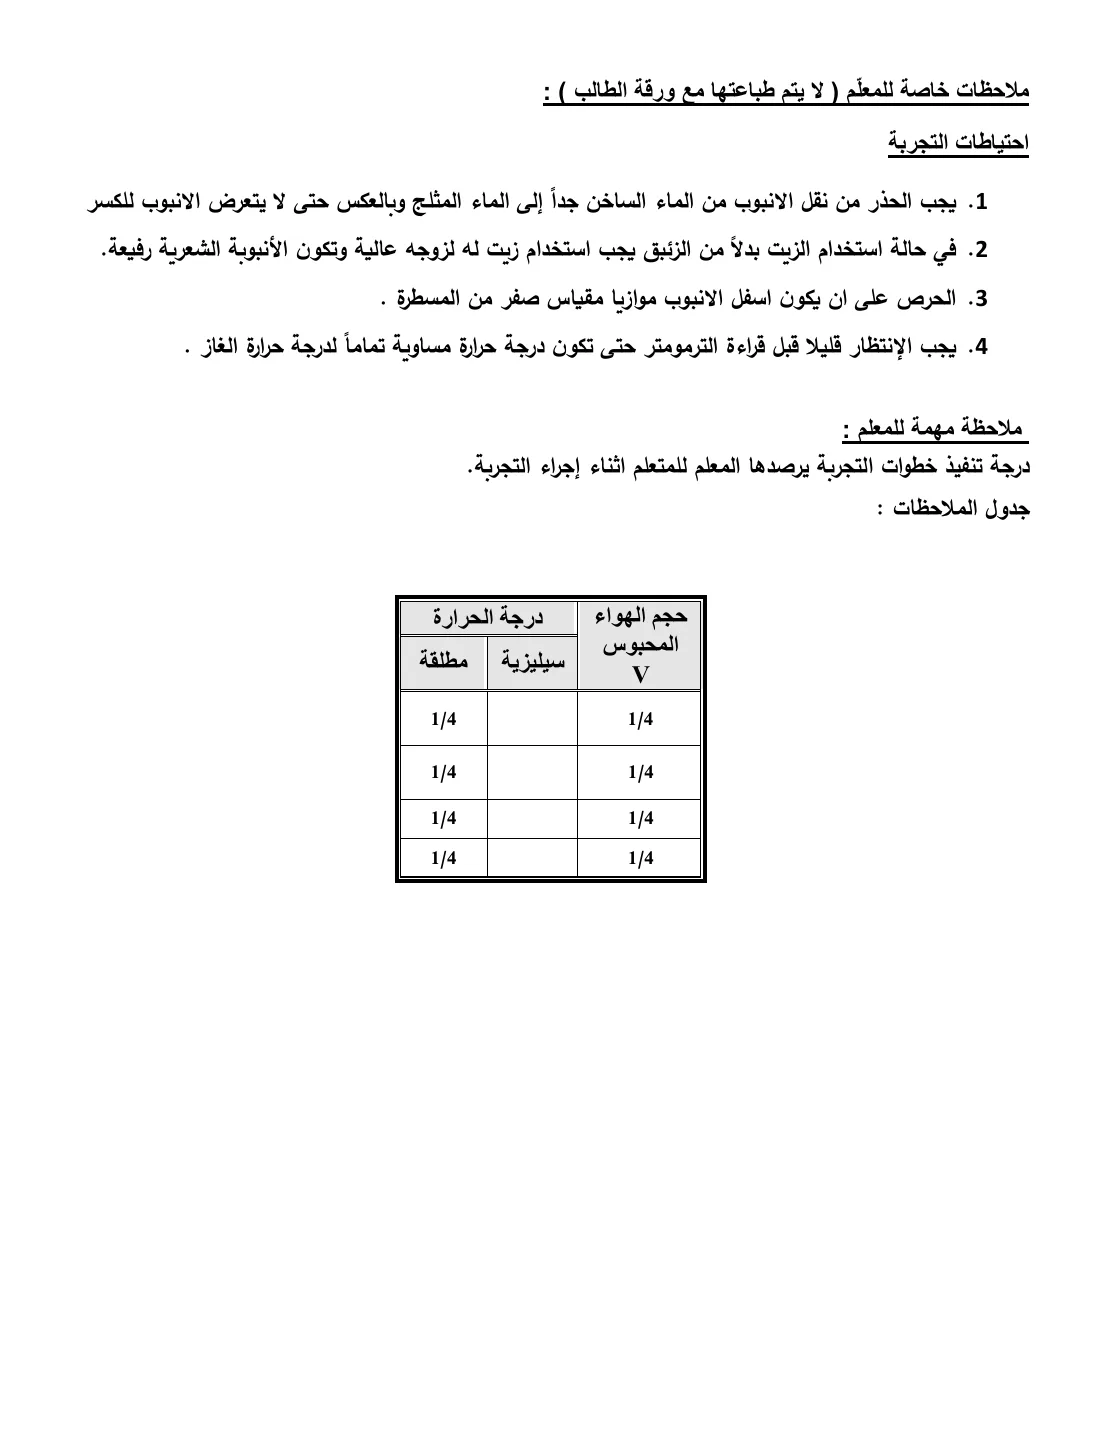 ملاحظات خاصة للمعلّم ( لا يتم طباعتها مع ورقة الطالب ) :
احتياطات التجربة
1. يجب الحذر من نقل الانبوب من الماء الساخن جداً إلى الماء المثلج وبالعكس حتى لا يتعرض الانبوب للكسر
2. في حالة استخدام الزيت بدلاً من الزئبق يجب استخدام زيت له لزوجه عالية وتكون الأنبوبة الشعرية رفيعة.
3. الحرص على ان يكون اسفل الانبوب موازيا مقياس صفر من المسطرة .
4. يجب الإنتظار قليلا قبل قراءة الترمومتر حتى تكون درجة حرارة مساوية تماماً لدرجة حرارة الغاز .
ملاحظة مهمة للمعلم :
درجة تنفيذ خطوات التجربة يرصدها المعلم للمتعلم اثناء إجراء التجربة.
جدول الملاحظات :
حجم الهواء درجة الحرارة
المحبوس
V سيليزية مطلقة
1/4 1/4
1/4 1/4
1/4 1/4
1/4 1/4